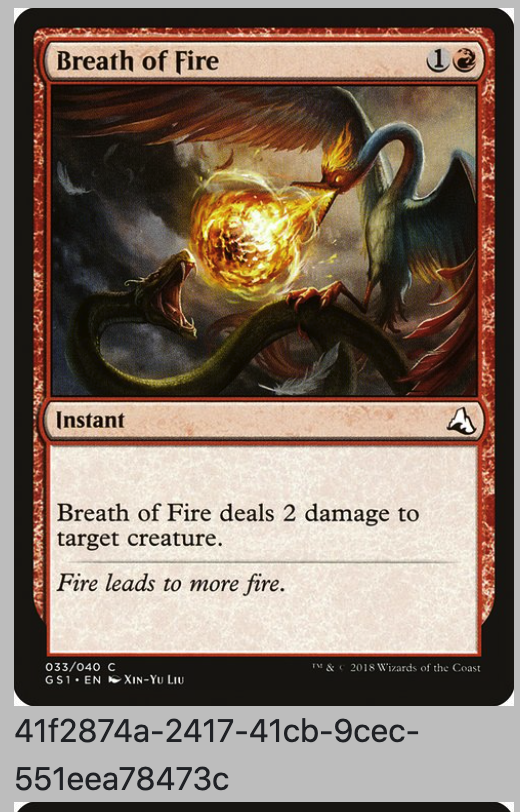 Breath of Fire 1
Instant
Breath of Fire deals 2 damage to
target creature.
Fire leads to more fire.
033/040 C
GS1 • EN Xin-Yu Liu
™ & © 2018 Wizards of the Coast
41f2874a-2417-41cb-9cec-
551eea78473c